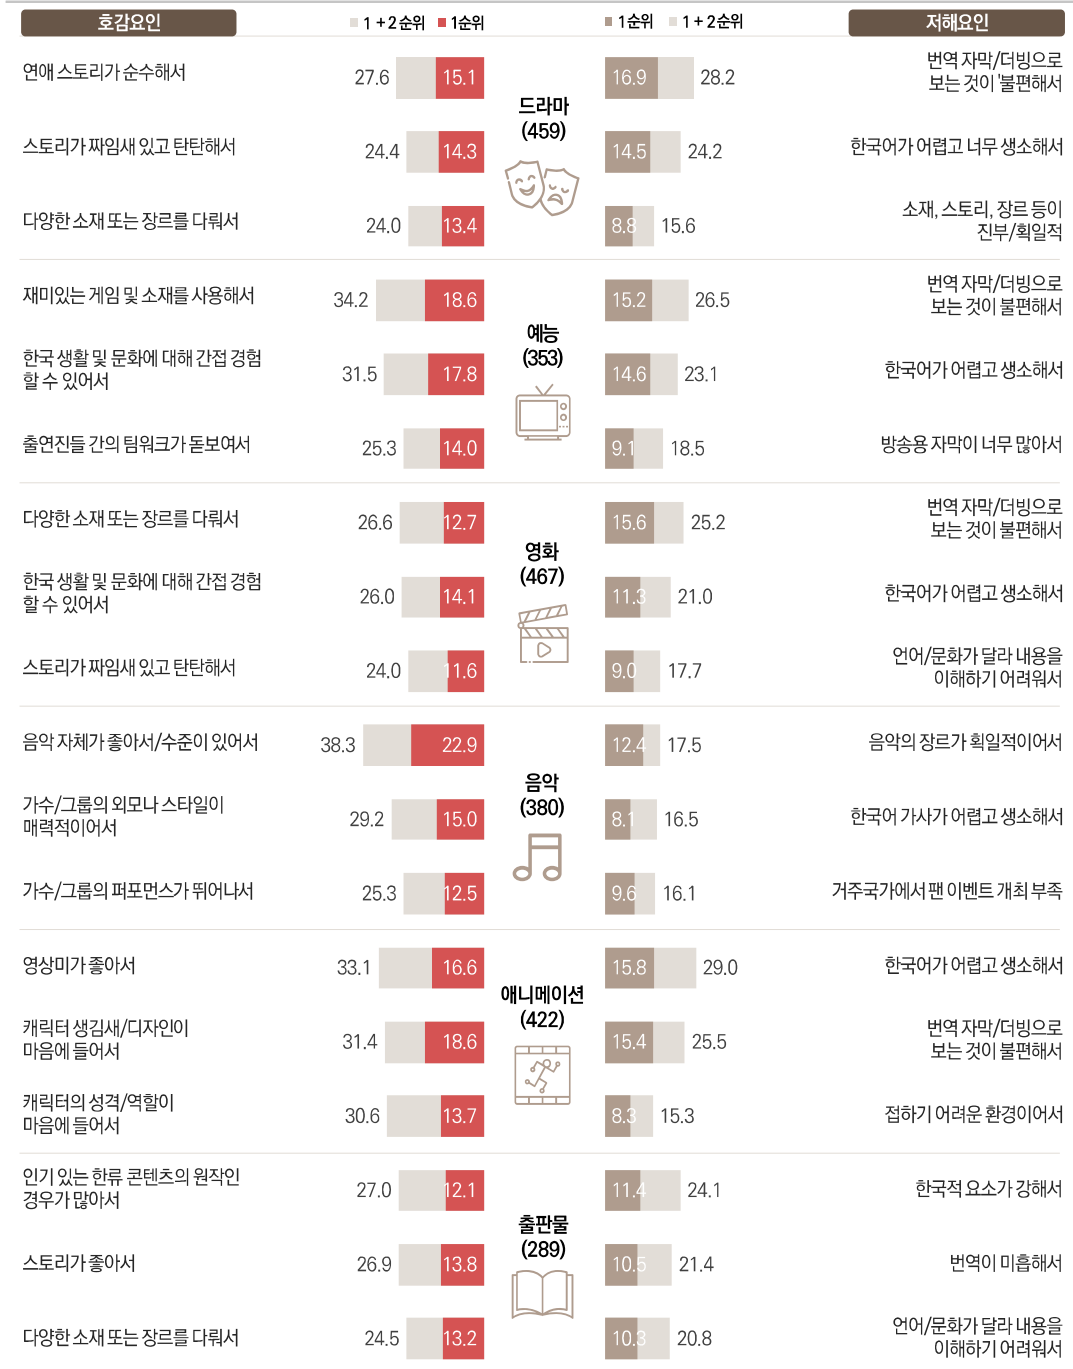 호감요인
1 + 2 순위 1순위
1 순위 1 + 2 순위
저해요인
연애 스토리가 순수해서
27.6 15.1
드라마
(459)
16.9 28.2
번역 자막/더빙으로
보는 것이 '불편해서
스토리가 짜임새 있고 탄탄해서
24.4 14.3
14.5 24.2
한국어가 어렵고 너무 생소해서
다양한 소재 또는 장르를 다뤄서
24.0 13.4
8.8 15.6
소재, 스토리, 장르 등이
진부/획일적
재미있는 게임 및 소재를 사용해서
34.2 18.6
예능
(353)
15.2 26.5
번역 자막/더빙으로
보는 것이 불편해서
한국 생활 및 문화에 대해 간접 경험
할 수 있어서
31.5 17.8
14.6 23.1
한국어가 어렵고 생소해서
출연진들 간의 팀워크가 돋보여서
25.3 14.0
9.1 18.5
방송용 자막이 너무 많아서
다양한 소재 또는 장르를 다뤄서
26.6 12.7
영화
(467)
15.6 25.2
번역 자막/더빙으로
보는 것이 불편해서
한국 생활 및 문화에 대해 간접 경험
할 수 있어서
26.0 14.1
11.3 21.0
한국어가 어렵고 생소해서
스토리가 짜임새 있고 탄탄해서
24.0 11.6
9.0 17.7
언어/문화가 달라 내용을
이해하기 어려워서
음악 자체가 좋아서/수준이 있어서
38.3 22.9
음악
(380)
12.4 17.5
음악의 장르가 획일적이어서
가수/그룹의 외모나 스타일이
매력적이어서
29.2 15.0
8.1 16.5
한국어 가사가 어렵고 생소해서
가수/그룹의 퍼포먼스가 뛰어나서
25.3 12.5
9.6 16.1
거주국가에서 팬 이벤트 개최 부족
영상미가 좋아서
33.1 16.6
애니메이션
(422)
15.8 29.0
한국어가 어렵고 생소해서
캐릭터 생김새/디자인이
마음에 들어서
31.4 18.6
15.4 25.5
번역 자막/더빙으로
보는 것이 불편해서
캐릭터의 성격/역할이
마음에 들어서
30.6 13.7
8.3 15.3
접하기 어려운 환경이어서
인기 있는 한류 콘텐츠의 원작인
경우가 많아서
27.0 12.1
출판물
(289)
11.4 24.1
한국적 요소가 강해서
스토리가 좋아서
26.9 13.8
10.5 21.4
번역이 미흡해서
다양한 소재 또는 장르를 다뤄서
24.5 13.2
10.3 20.8
언어/문화가 달라 내용을
이해하기 어려워서